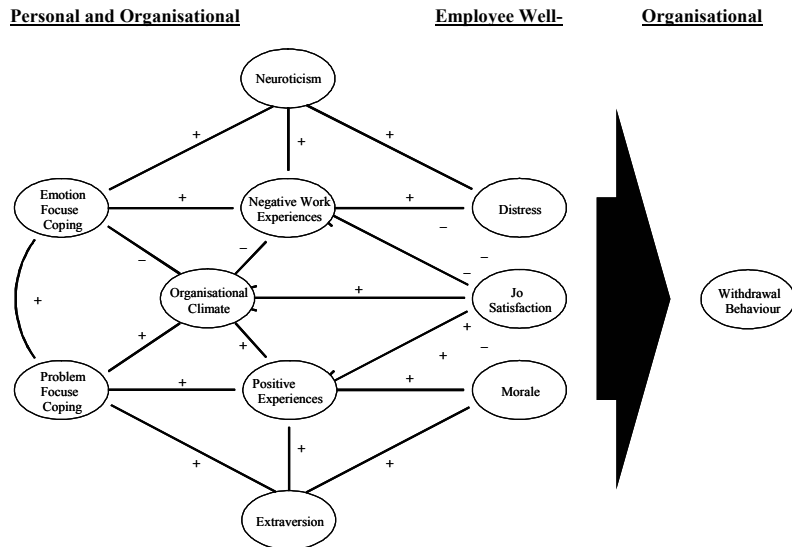 Personal and Organisational
Employee Well-
Organisational
Neuroticism
+
+
+
Emotion
Focuse
Coping
+
Negative Work
Experiences
+
Distress
–
–
–
–
–
+
Organisational
Climate
+
Jo
Satisfaction
Withdrawal
Behaviour
+
+
+
+
–
Problem
Focuse
Coping
+
Positive
Experiences
+
Morale
+
+
+
Extraversion